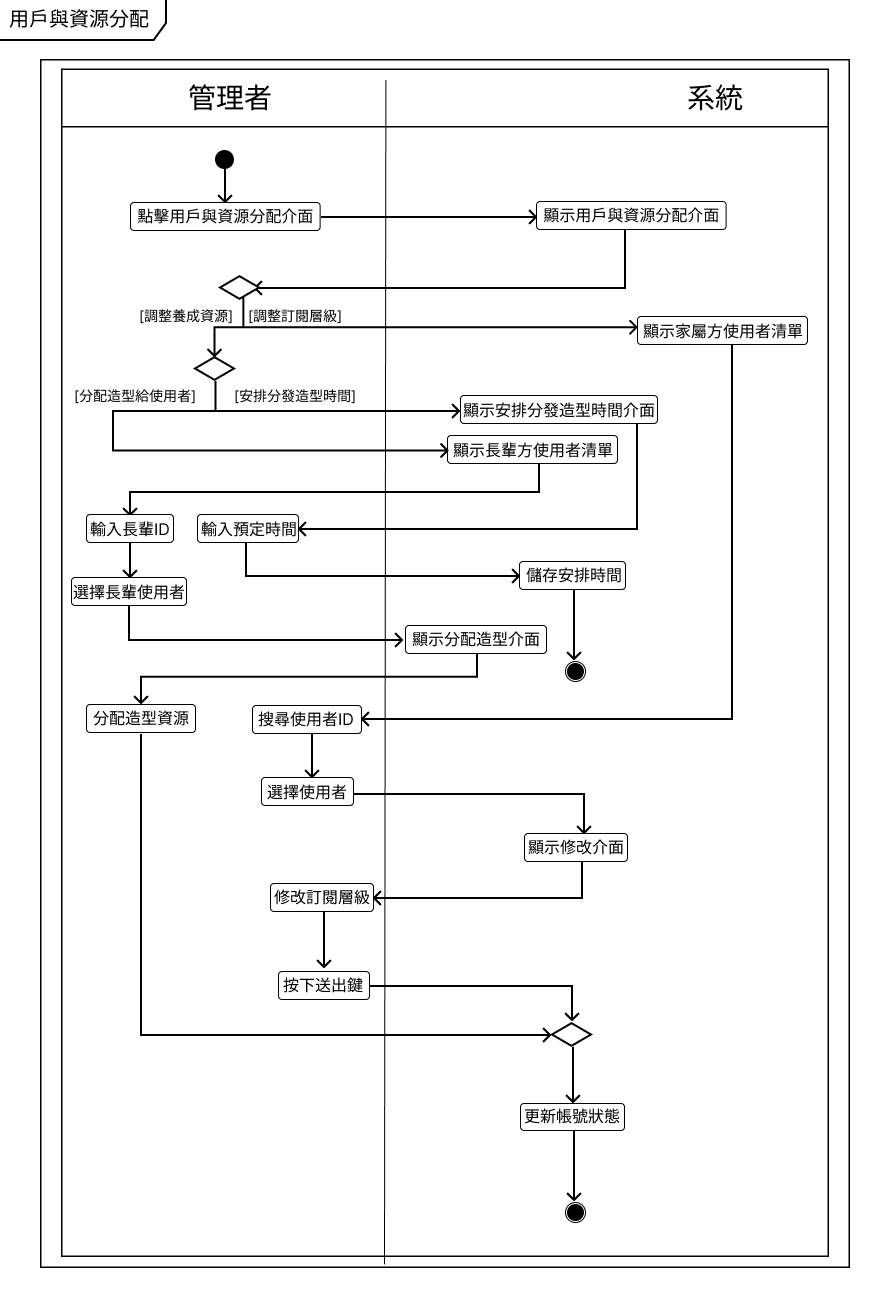 用戶與資源分配
管理者
系統
點擊用戶與資源分配介面
顯示用戶與資源分配介面
[調整養成資源]
[調整訂閱層級]
顯示家屬方使用者清單
[分配造型給使用者]
[安排分發造型時間]
顯示安排分發造型時間介面
顯示長輩方使用者清單
輸入長輩ID
輸入預定時間
儲存安排時間
選擇長輩使用者
顯示分配造型介面
分配造型資源
搜尋使用者ID
選擇使用者
顯示修改介面
修改訂閱層級
按下送出鍵
更新帳號狀態